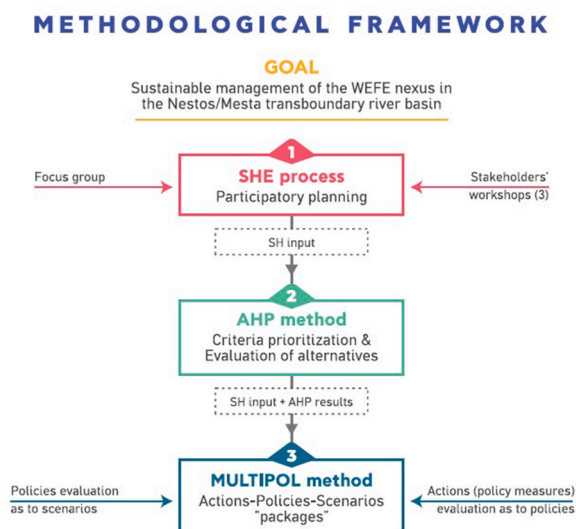 METHODOLOGICAL FRAMEWORK
GOAL
Sustainable management of the WEFE nexus in
the Nestos/Mesta transboundary river basin
1
SHE process
Participatory planning
Focus group
Stakeholders'
workshops (3)
SH input
2
AHP method
Criteria prioritization &
Evaluation of alternatives
SH input + AHP results
3
MULTIPOL method
Actions-Policies-Scenarios
"packages"
Policies evaluation
as to scenarios
Actions (policy measures)
evaluation as to policies